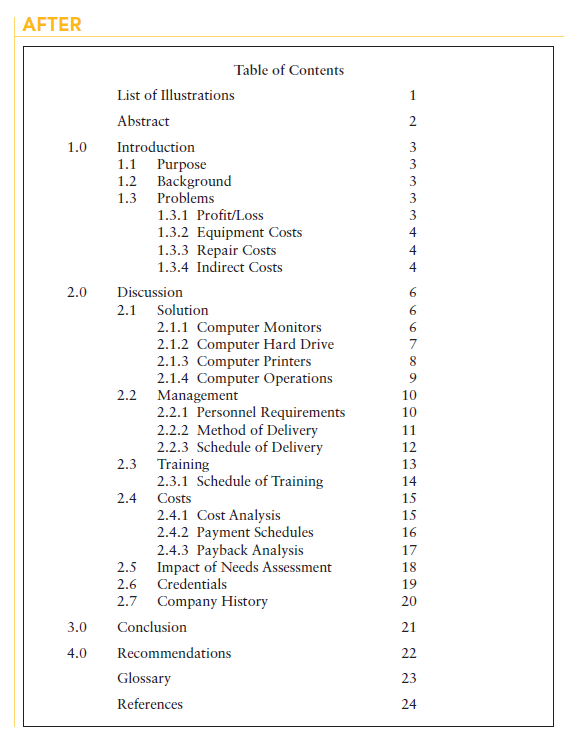 AFTER
Table of Contents
List of Illustrations 1
Abstract 2
1.0 Introduction 3
1.1 Purpose 3
1.2 Background 3
1.3 Problems 3
1.3.1 Profit/Loss 3
1.3.2 Equipment Costs 4
1.3.3 Repair Costs 4
1.3.4 Indirect Costs 4
2.0 Discussion 6
2.1 Solution 6
2.1.1 Computer Monitors 6
2.1.2 Computer Hard Drive 7
2.1.3 Computer Printers 8
2.1.4 Computer Operations 9
2.2 Management 10
2.2.1 Personnel Requirements 10
2.2.2 Method of Delivery 11
2.2.3 Schedule of Delivery 12
2.3 Training 13
2.3.1 Schedule of Training 14
2.4 Costs 15
2.4.1 Cost Analysis 15
2.4.2 Payment Schedules 16
2.4.3 Payback Analysis 17
2.5 Impact of Needs Assessment 18
2.6 Credentials 19
2.7 Company History 20
3.0 Conclusion 21
4.0 Recommendations 22
Glossary 23
References 24